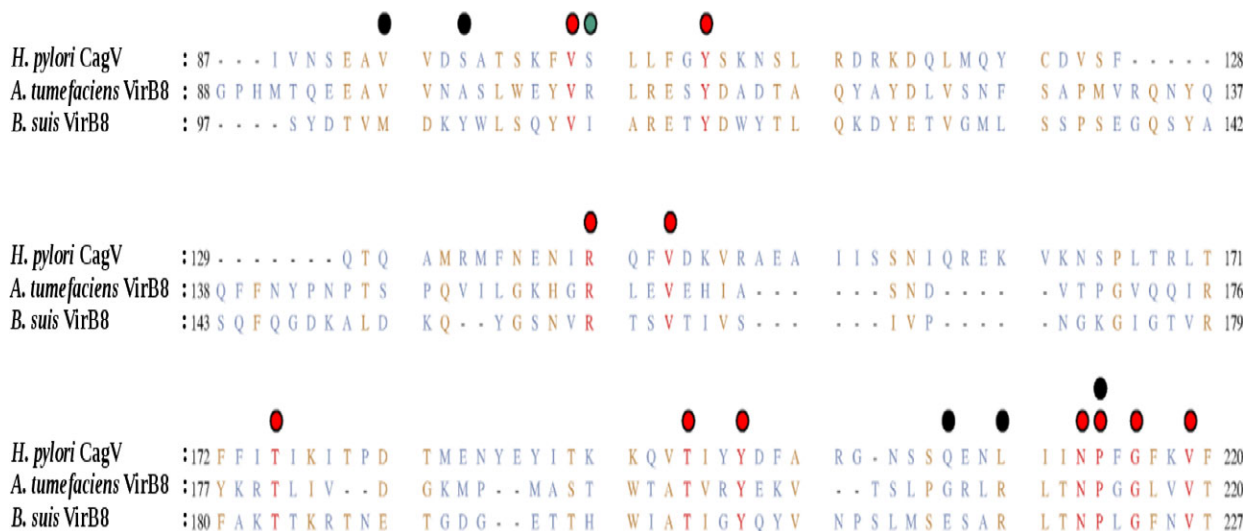 H. pylori CagV : 87 - - - I V N S E A V V D S A T S K F V S L L F G Y S K N S L R D R K D Q L M Q Y C D V S F - - - - - 128
A. tumefaciens VirB8 : 88 G P H M T Q E E A V V N A S L W E Y V R L R E S Y D A D T A Q Y A Y D L V S N F S A P M V R Q N Y Q 137
B. suis VirB8 : 97 - - - - S Y D T V M D K Y W L S Q Y V I A R E T Y D W Y T L Q K D Y E T V G M L S S P S E G Q S Y A 142
H. pylori CagV : 129 - - - - - - - Q T Q A M R M F N E N I R Q F V D K V R A E A I I S S N I Q R E K V K N S P L T R L T 171
A. tumefaciens VirB8 : 138 Q F F N Y P N P T S P Q V I L G K H G R L E V E H I A - - - - - - S N D - - - - - V T P G V Q Q I R 176
B. suis VirB8 : 143 S Q F Q G D K A L D K Q - - Y G S N V R T S V T I V S - - - - - - I V P - - - - - N G K G I G T V R 179
H. pylori CagV : 172 F F I T I K I T P D T M E N Y E Y I T K K Q V T I Y Y D F A R G - N S S Q E N L I I N P F G F K V F 220
A. tumefaciens VirB8 : 177 Y K R T L I V - - D G K M P - - M A S T W T A T V R Y E K V - - T S L P G R L R L T N P G G L V V T 220
B. suis VirB8 : 180 F A K T T K R T N E T G D G - - E T T H W I A T I G Y Q Y V N P S L M S E S A R L T N P L G F N V T 227